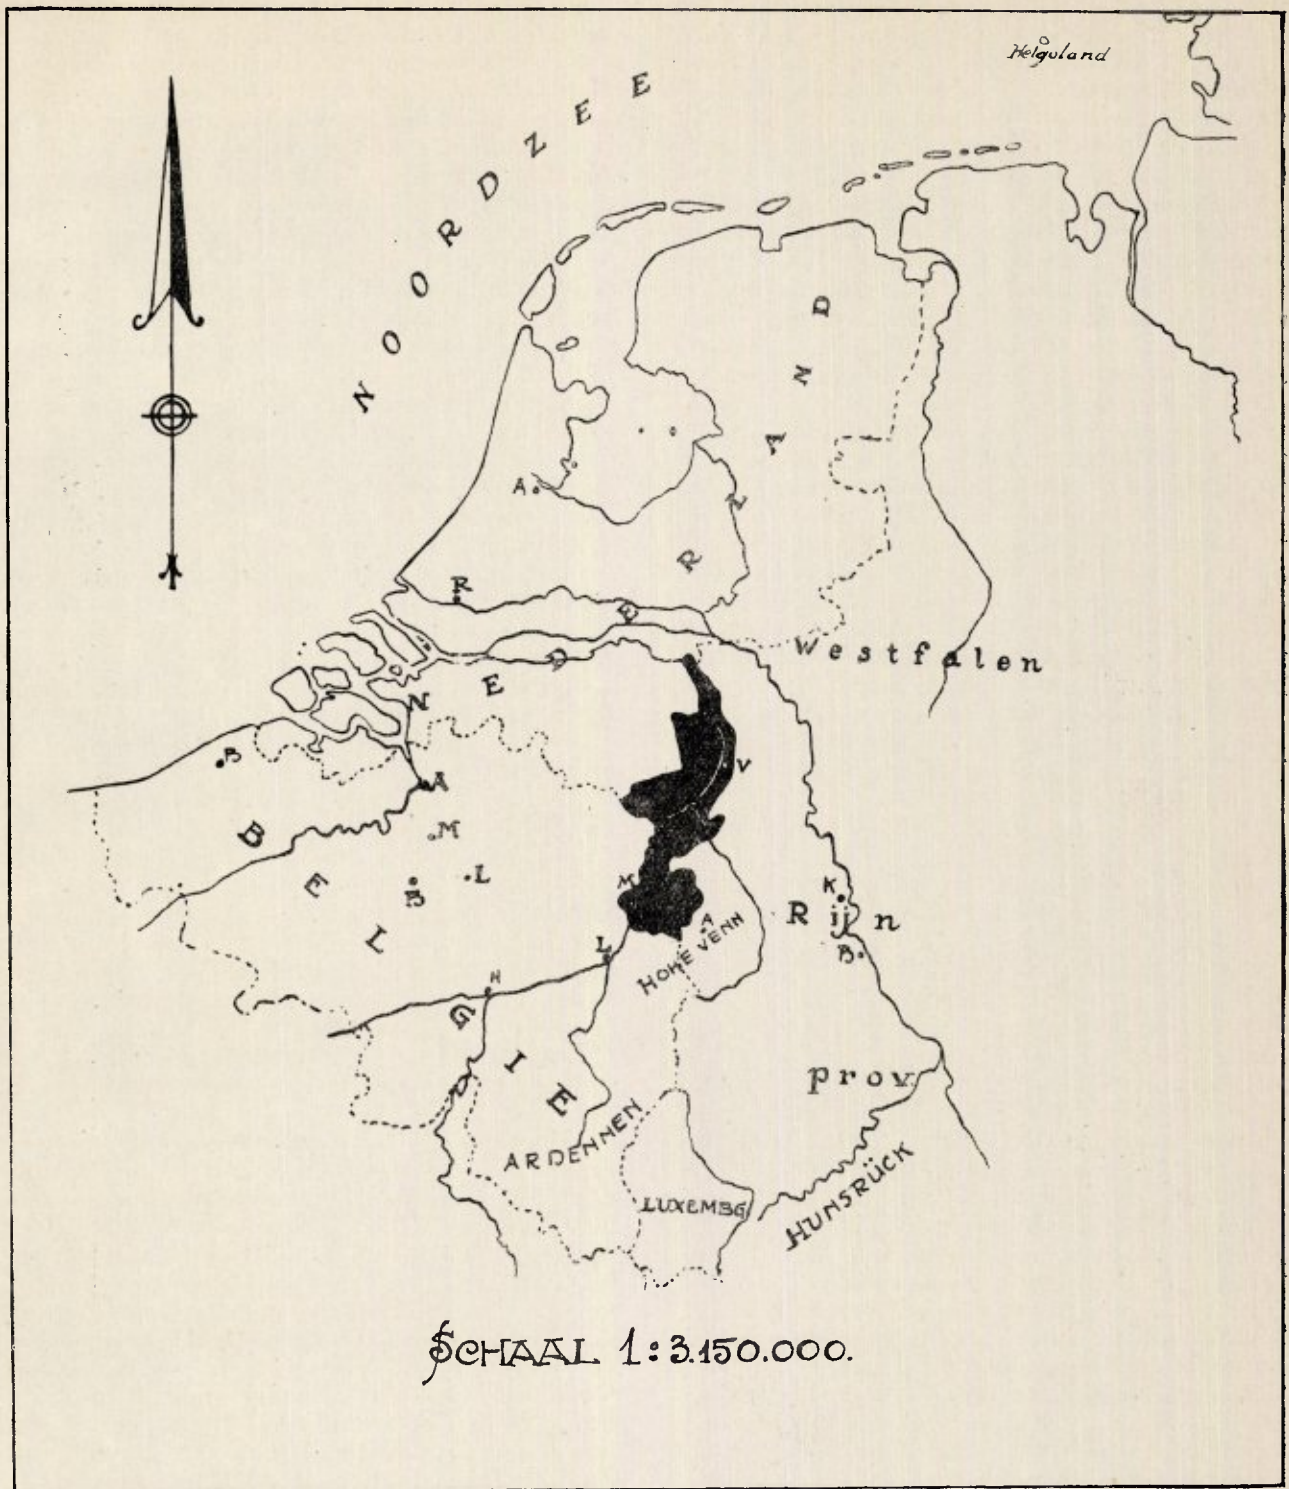 Helgoland
NOORDZEE
NEDERLAND
A
R
Westfalen
B
A
V
M
L
B
BELGIE
M
K
Rijn
A
HOHE VENN
B
L
H
prov
ARDENNEN
LUXEMBG
HUNSRÜCK
SCHAAL 1:3.150.000.